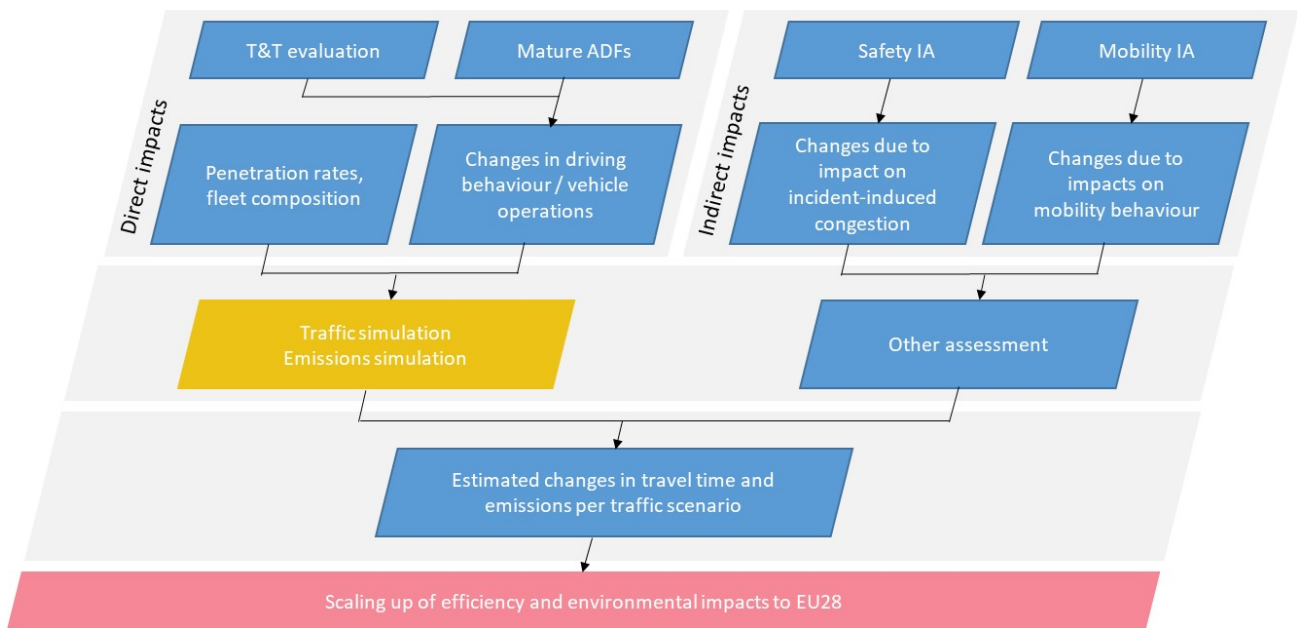 T&T evaluation
Mature ADFs
Safety IA
Mobility IA
Direct impacts
Penetration rates,
fleet composition
Changes in driving
behaviour / vehicle
operations
Indirect impacts
Changes due to
impact on
incident-induced
congestion
Changes due to
impacts on
mobility behaviour
Traffic simulation
Emissions simulation
Other assessment
Estimated changes in travel time and
emissions per traffic scenario
Scaling up of efficiency and environmental impacts to EU28